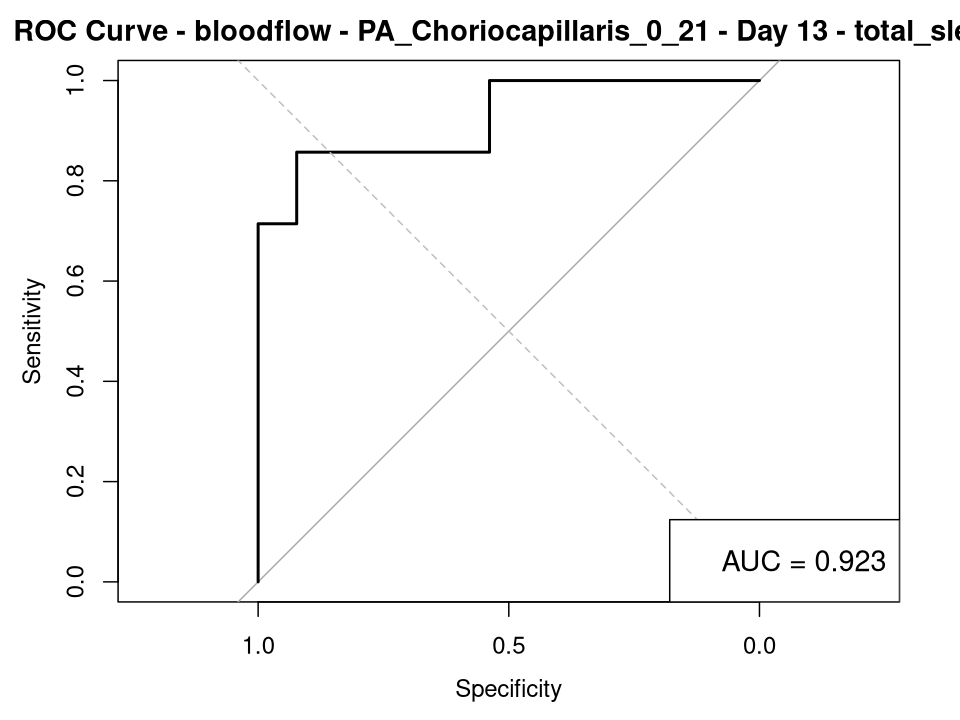 ROC Curve - bloodflow - PA_Choriocapillaris_0_21 - Day 13 - total_sle
1.0
0.8
0.6
0.4
0.2
0.0
Sensitivity
AUC = 0.923
1.0 0.5 0.0
Specificity